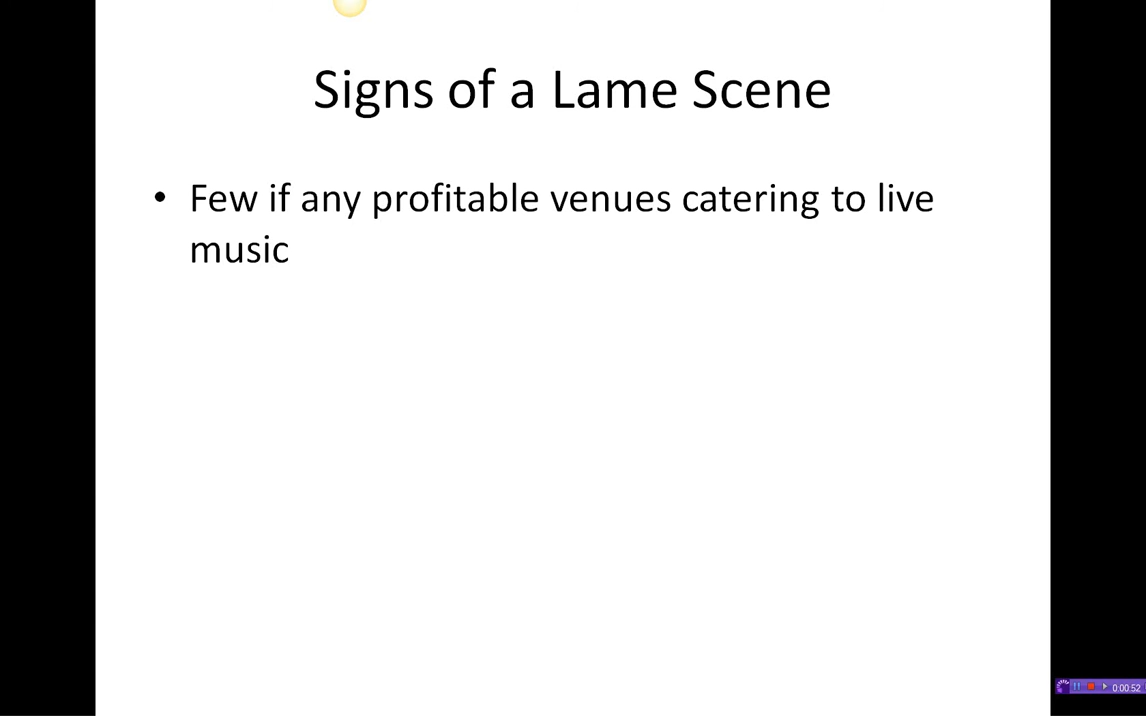 Signs of a Lame Scene
• Few if any profitable venues catering to live
music
0:00:52